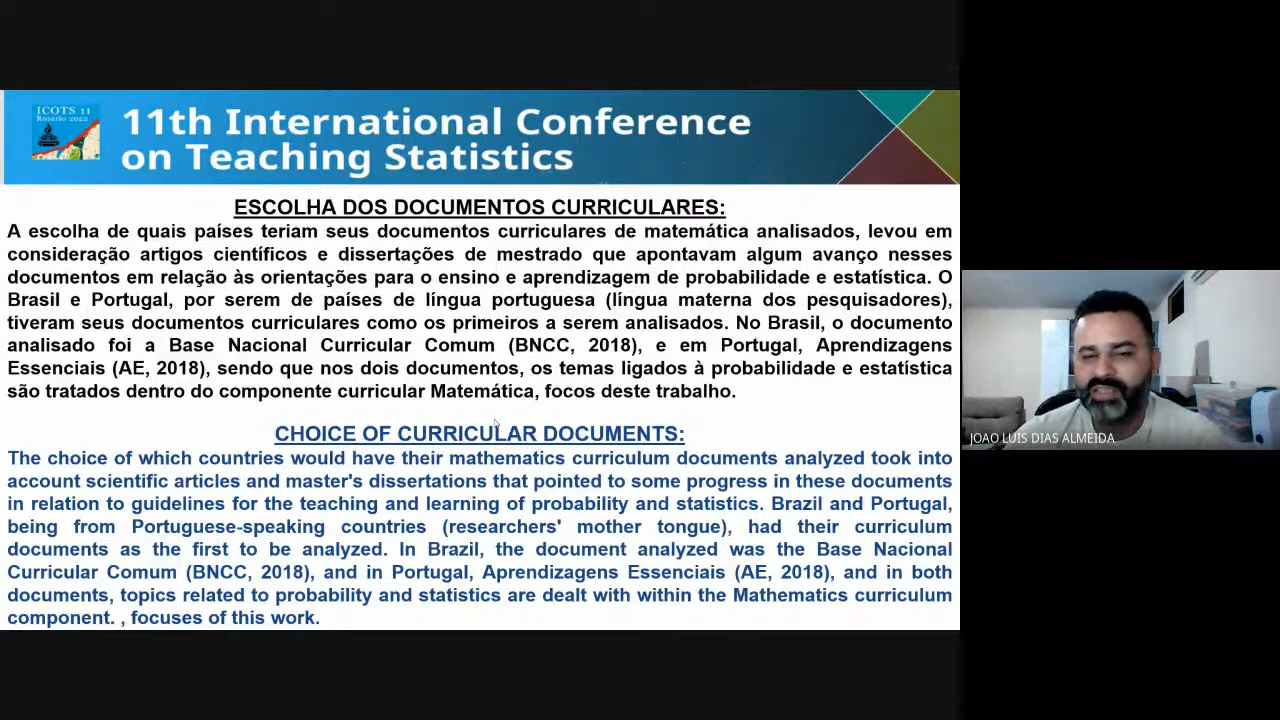 ICOTS 11
Rosario 2022
11th International Conference
on Teaching Statistics
ESCOLHA DOS DOCUMENTOS CURRICULARES:
A escolha de quais países teriam seus documentos curriculares de matemática analisados, levou em
consideração artigos científicos e dissertações de mestrado que apontavam algum avanço nesses
documentos em relação às orientações para o ensino e aprendizagem de probabilidade e estatística. O
Brasil e Portugal, por serem de países de língua portuguesa (língua materna dos pesquisadores),
tiveram seus documentos curriculares como os primeiros a serem analisados. No Brasil, o documento
analisado foi a Base Nacional Curricular Comum (BNCC, 2018), e em Portugal, Aprendizagens
Essenciais (AE, 2018), sendo que nos dois documentos, os temas ligados à probabilidade e estatística
são tratados dentro do componente curricular Matemática, focos deste trabalho.
CHOICE OF CURRICULAR DOCUMENTS:
The choice of which countries would have their mathematics curriculum documents analyzed took into
account scientific articles and master's dissertations that pointed to some progress in these documents
in relation to guidelines for the teaching and learning of probability and statistics. Brazil and Portugal,
being from Portuguese-speaking countries (researchers' mother tongue), had their curriculum
documents as the first to be analyzed. In Brazil, the document analyzed was the Base Nacional
Curricular Comum (BNCC, 2018), and in Portugal, Aprendizagens Essenciais (AE, 2018), and in both
documents, topics related to probability and statistics are dealt with within the Mathematics curriculum
component. , focuses of this work.
JOAO LUIS DIAS ALMEIDA